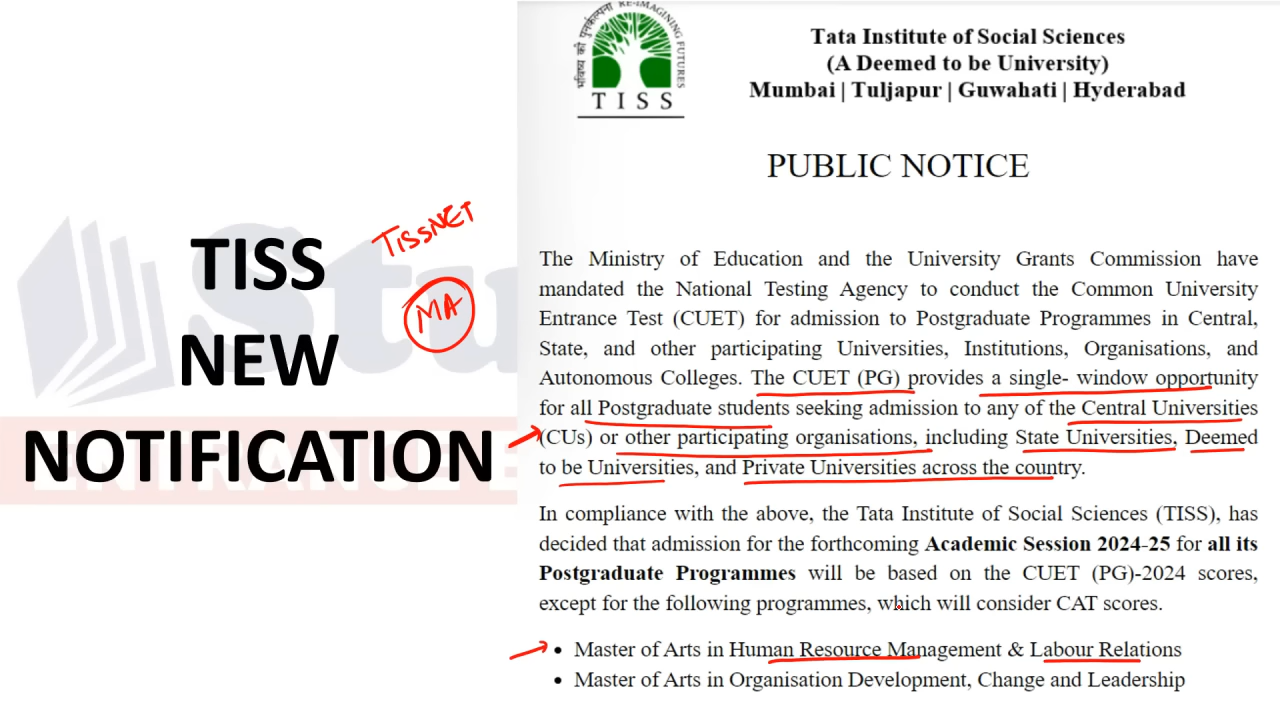 TISS
NEW
NOTIFICATION
TISSNET
MA
भविष्य की पुनर्कल्पना RE-IMAGINING FUTURES
TISS
Tata Institute of Social Sciences
(A Deemed to be University)
Mumbai | Tuljapur | Guwahati | Hyderabad
PUBLIC NOTICE
The Ministry of Education and the University Grants Commission have
mandated the National Testing Agency to conduct the Common University
Entrance Test (CUET) for admission to Postgraduate Programmes in Central,
State, and other participating Universities, Institutions, Organisations, and
Autonomous Colleges. The CUET (PG) provides a single- window opportunity
for all Postgraduate students seeking admission to any of the Central Universities
(CUs) or other participating organisations, including State Universities, Deemed
to be Universities, and Private Universities across the country.
In compliance with the above, the Tata Institute of Social Sciences (TISS), has
decided that admission for the forthcoming Academic Session 2024-25 for all its
Postgraduate Programmes will be based on the CUET (PG)-2024 scores,
except for the following programmes, which will consider CAT scores.
• Master of Arts in Human Resource Management & Labour Relations
• Master of Arts in Organisation Development, Change and Leadership